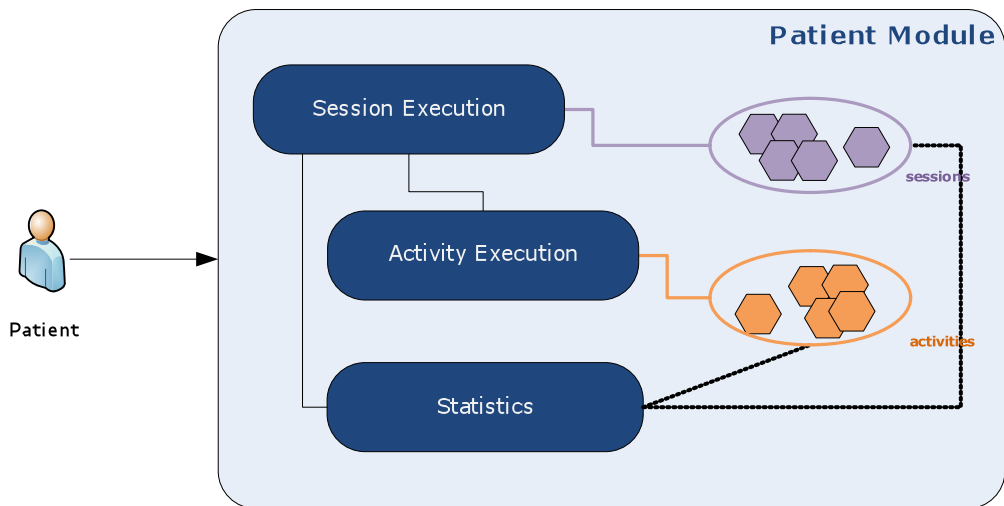 Patient Module
Session Execution
sessions
Activity Execution
Patient
activities
Statistics